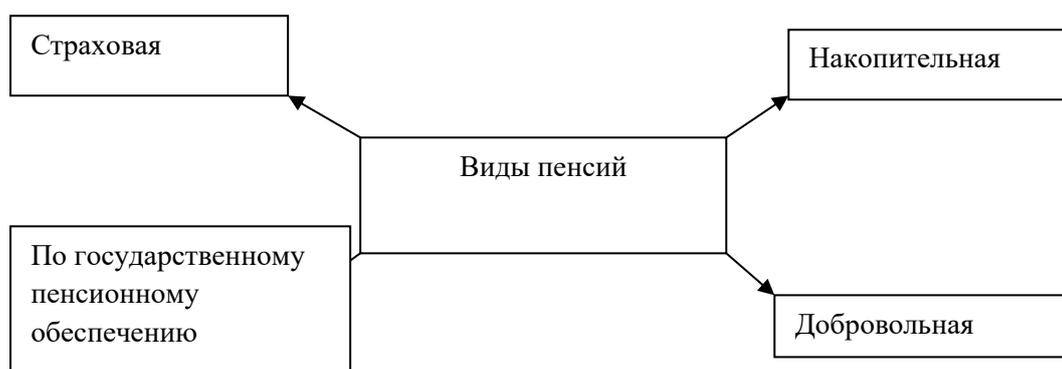 Страховая
Накопительная
Виды пенсий
По государственному
пенсионному
обеспечению
Добровольная